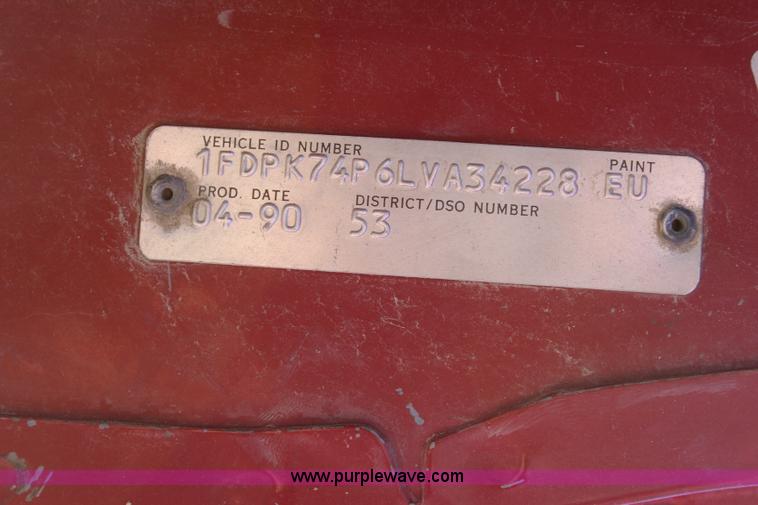 VEHICLE ID NUMBER
1FDPK74P6LVA34228
PAINT
EU
PROD. DATE
04-90
DISTRICT/DSO NUMBER
53
www.purplewave.com